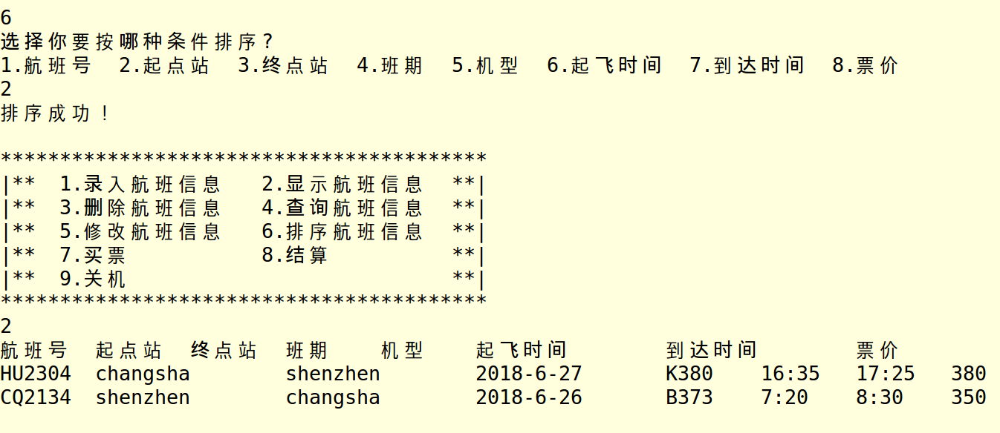 6
选择你要按哪种条件排序?
1.航班号  2.起点站  3.终点站  4.班期  5.机型  6.起飞时间  7.到达时间  8.票价
2
排序成功！
*****************************************
|**  1.录入航班信息   2.显示航班信息  **|
|**  3.删除航班信息   4.查询航班信息  **|
|**  5.修改航班信息   6.排序航班信息  **|
|**  7.买票           8.结算          **|
|**  9.关机                           **|
*****************************************
2
航班号  起点站  终点站  班期    机型    起飞时间        到达时间        票价
HU2304  changsha        shenzhen        2018-6-27       K380    16:35   17:25   380
CQ2134  shenzhen        changsha        2018-6-26       B373    7:20    8:30    350